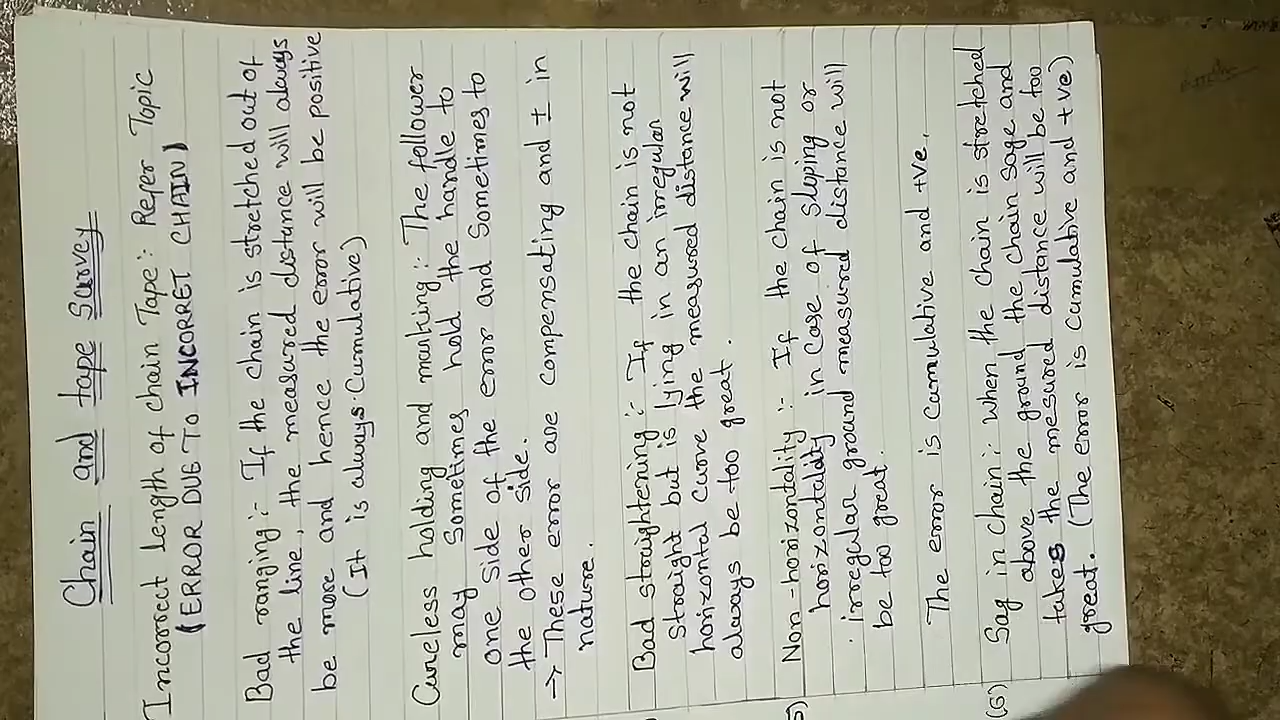 Chain and tape Survey
Incorrect length of chain Tape:- Refer Topic
(ERROR DUE TO INCORRET CHAIN)
Bad ranging:- If the chain is stretched out of
the line, the measured distance will always
be more and hence the error will be positive
(It is always Cumulative)
Careless holding and marking:- The follower
may sometimes hold the handle to
one side of the error and Sometimes to
the other side.
→ These error are compensating and ± in
nature.
Bad straightening:- If the chain is not
straight but is lying in an irregular
horizontal curve the measured distance will
always be too great.
5)
Non-horizontality:- If the chain is not
horizontality in case of sloping or
irregular ground measured distance will
be too great.
The error is cumulative and +ve.
(6) Sag in chain:- When the chain is stretched
above the ground the chain sage and
takes the mesured distance will be too
great. (The error is cumulative and +ve)